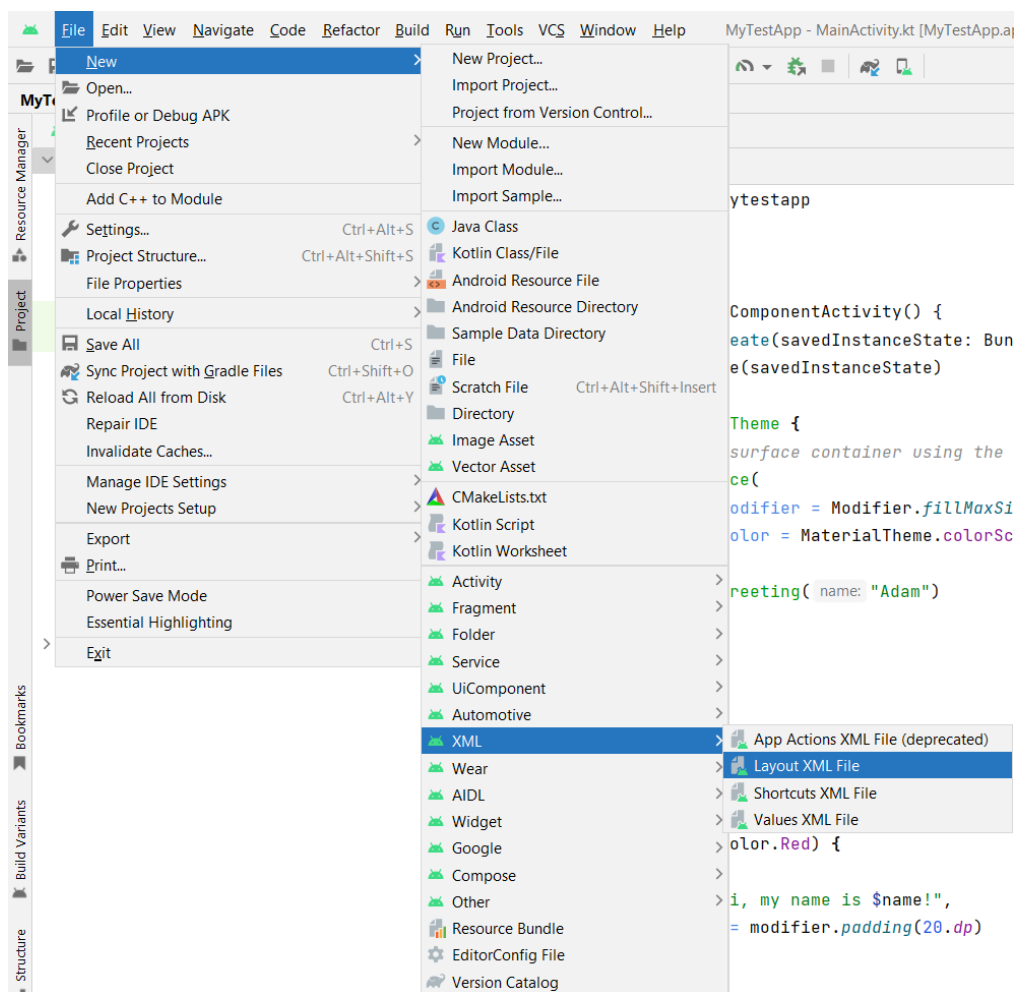 File Edit View Navigate Code Refactor Build Run Tools VCS Window Help MyTestApp - MainActivity.kt [MyTestApp.ap
MyTe
Resource Manager
Project
Bookmarks
Build Variants
Structure
New
Open...
Profile or Debug APK
Recent Projects
Close Project
Add C++ to Module
Settings... Ctrl+Alt+S
Project Structure... Ctrl+Alt+Shift+S
File Properties
Local History
Save All Ctrl+S
Sync Project with Gradle Files Ctrl+Shift+O
Reload All from Disk Ctrl+Alt+Y
Repair IDE
Invalidate Caches...
Manage IDE Settings
New Projects Setup
Export
Print...
Power Save Mode
Essential Highlighting
Exit
New Project...
Import Project...
Project from Version Control...
New Module...
Import Module...
Import Sample...
Java Class
Kotlin Class/File
Android Resource File
Android Resource Directory
Sample Data Directory
File
Scratch File Ctrl+Alt+Shift+Insert
Directory
Image Asset
Vector Asset
CMakeLists.txt
Kotlin Script
Kotlin Worksheet
Activity
Fragment
Folder
Service
UiComponent
Automotive
XML
Wear
AIDL
Widget
Google
Compose
Other
Resource Bundle
EditorConfig File
Version Catalog
App Actions XML File (deprecated)
Layout XML File
Shortcuts XML File
Values XML File
ytestapp
ComponentActivity() {
eate(savedInstanceState: Bun
e(savedInstanceState)
Theme {
surface container using the
ce(
odifier = Modifier.fillMaxSi
olor = MaterialTheme.colorSc
reeting( name: "Adam")
olor.Red) {
i, my name is $name!",
= modifier.padding(20.dp)